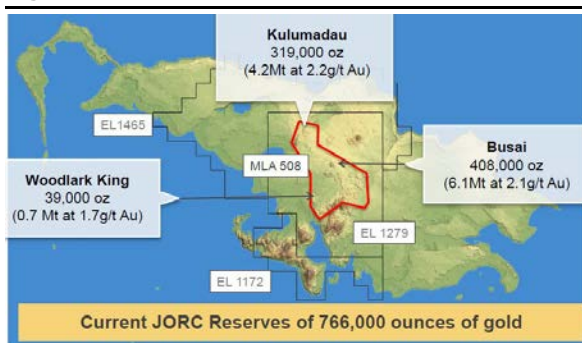 Kulumadau
319,000 oz
(4.2Mt at 2.2g/t Au)
EL1465
MLA 508
Busai
408,000 oz
(6.1Mt at 2.1g/t Au)
Woodlark King
39,000 oz
(0.7 Mt at 1.7g/t Au)
EL 1279
EL 1172
Current JORC Reserves of 766,000 ounces of gold